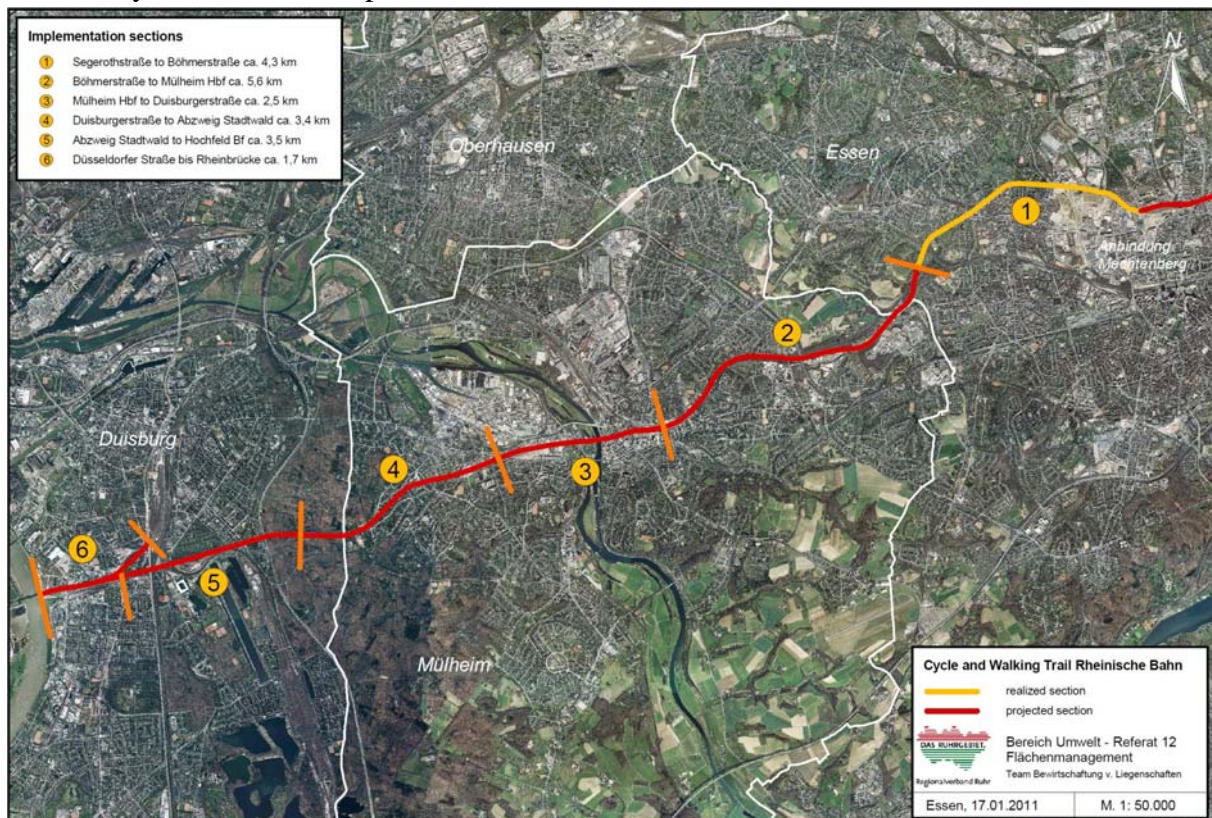 Implementation sections
1 Segerothstraße to Böhmerstraße ca. 4,3 km
2 Böhmerstraße to Mülheim Hbf ca. 5,6 km
3 Mülheim Hbf to Duisburgerstraße ca. 2,5 km
4 Duisburgerstraße to Abzweig Stadtwald ca. 3,4 km
5 Abzweig Stadtwald to Hochfeld Bf ca. 3,5 km
6 Düsseldorfer Straße bis Rheinbrücke ca. 1,7 km
N
Oberhausen
Essen
1
Anbindung
Mechtenberg
2
Duisburg
4
3
6
5
Mülheim
Cycle and Walking Trail Rheinische Bahn
realized section
projected section
DAS RUHRGEBIET.
Regionalverband Ruhr
Bereich Umwelt - Referat 12
Flächenmanagement
Team Bewirtschaftung v. Liegenschaften
Essen, 17.01.2011
M. 1: 50.000